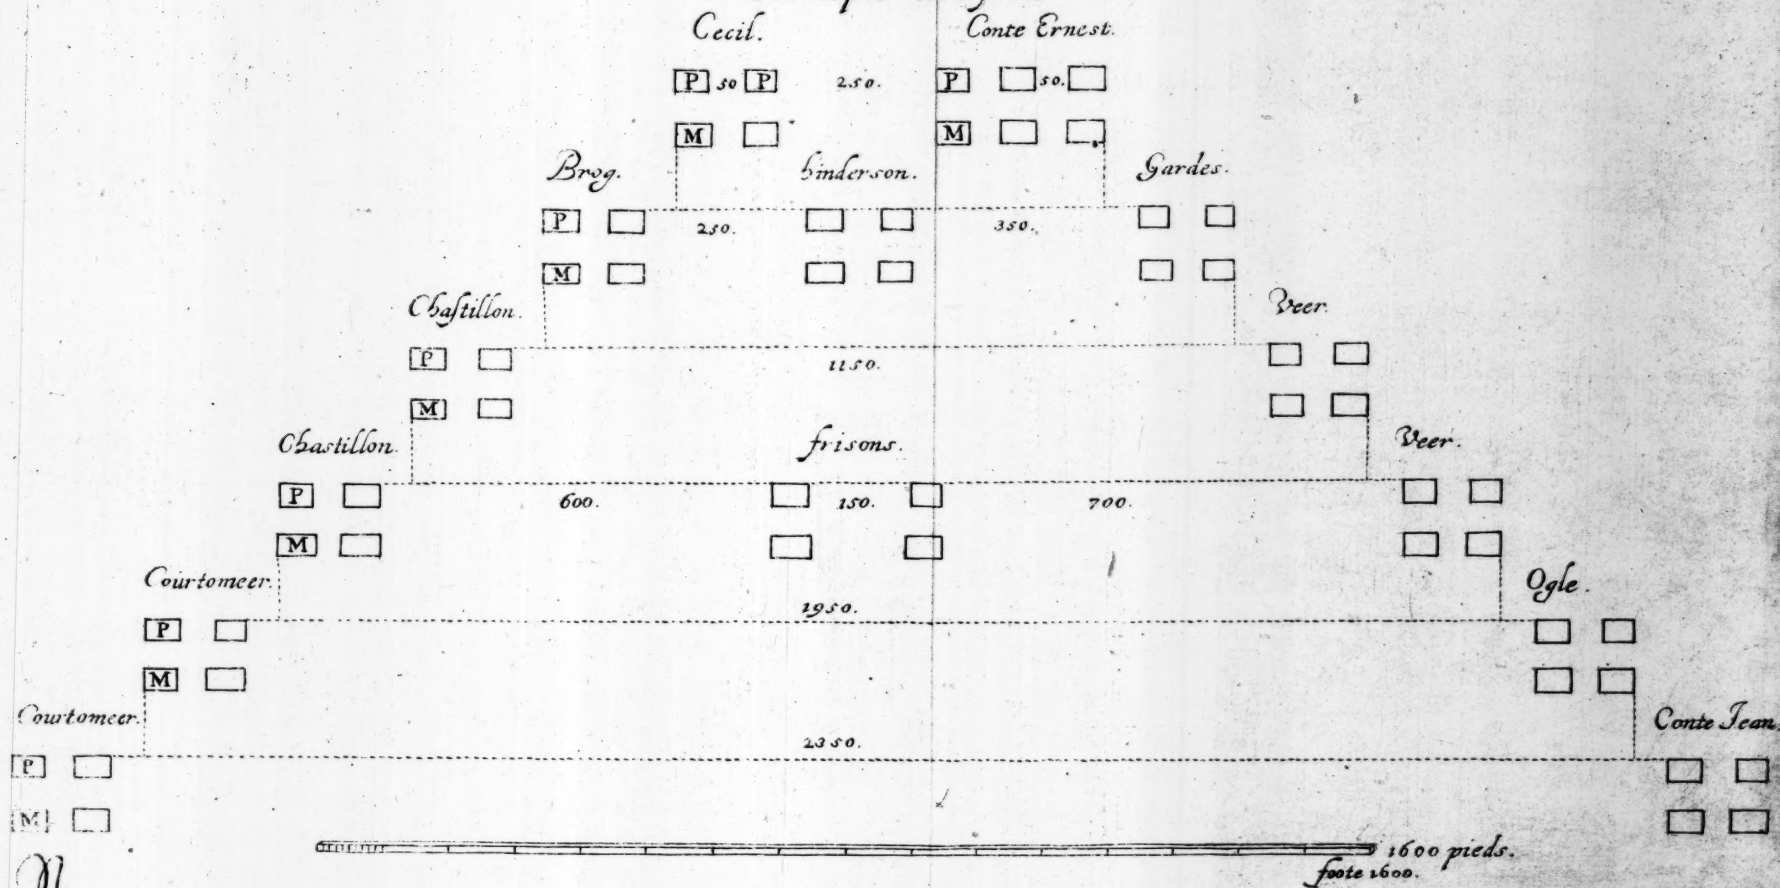 Cecil. Conte Ernest.
P 50 P 250. P 50.
M M
Brog. hinderson. Gardes.
P 250. 350.
M
Chastillon. Veer.
P 1150.
M
Chastillon. frisons. Veer.
P 600. 150. 700.
M
Courtomeer. Ogle.
P 1950.
M
Courtomeer. Conte Jean.
P 2350.
M
1600 pieds.
foote 1600.